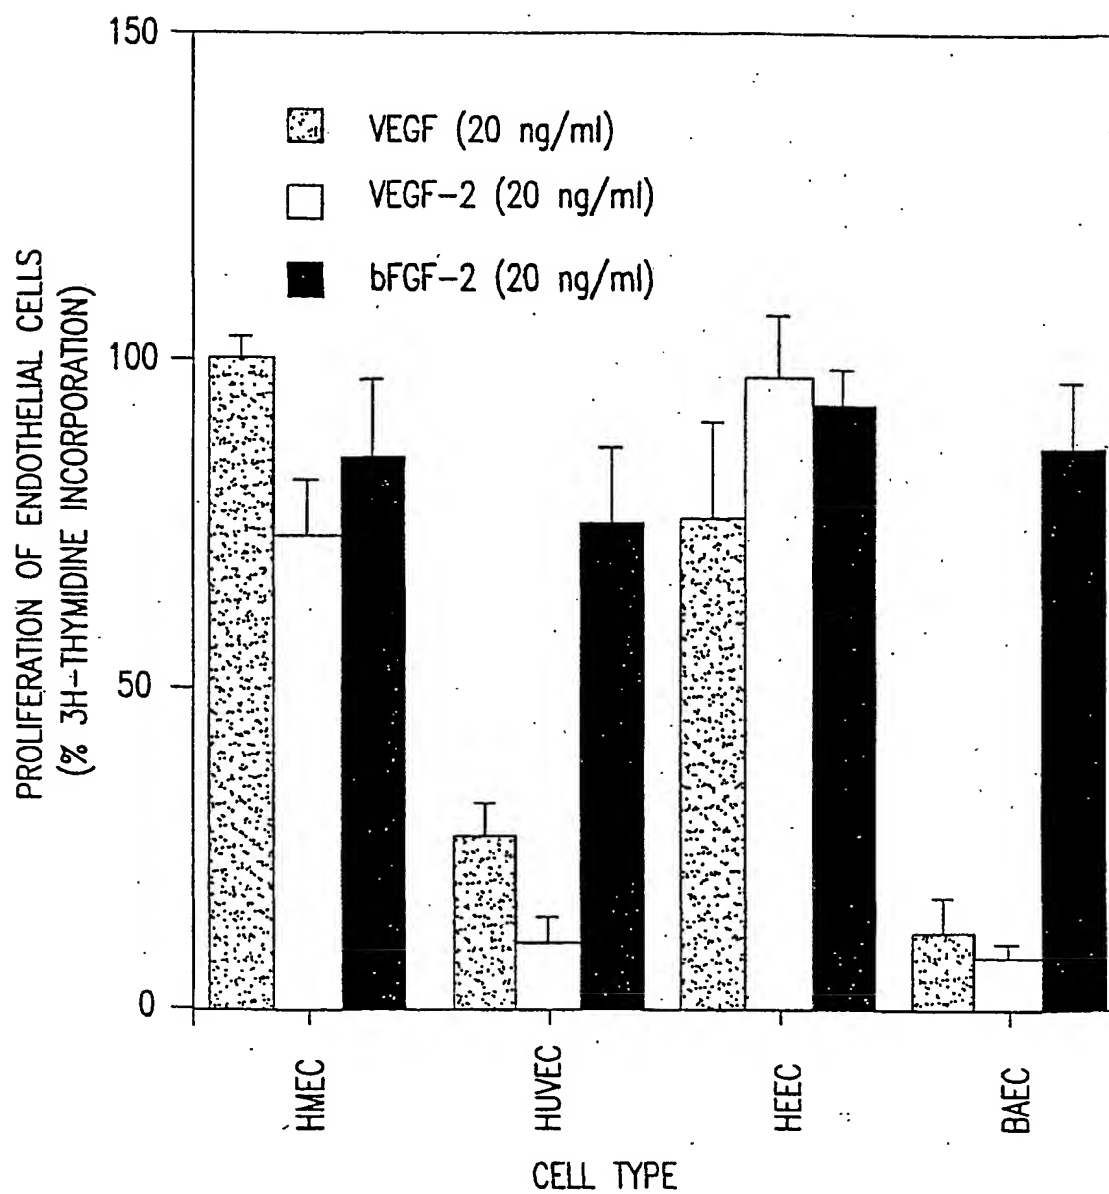 150
VEGF (20 ng/ml)
VEGF-2 (20 ng/ml)
bFGF-2 (20 ng/ml)
PROLIFERATION OF ENDOTHELIAL CELLS
(% 3H-THYMIDINE INCORPORATION)
100
50
0
HMEC
HUVEC
HEEC
BAEC
CELL TYPE